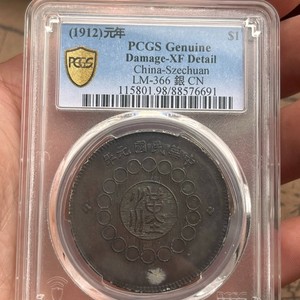 (1912)元年 $1
PCGS Genuine
Damage-XF Detail
China-Szechuan
LM-366 銀 CN
115801.98/88576691
PCGS
漢